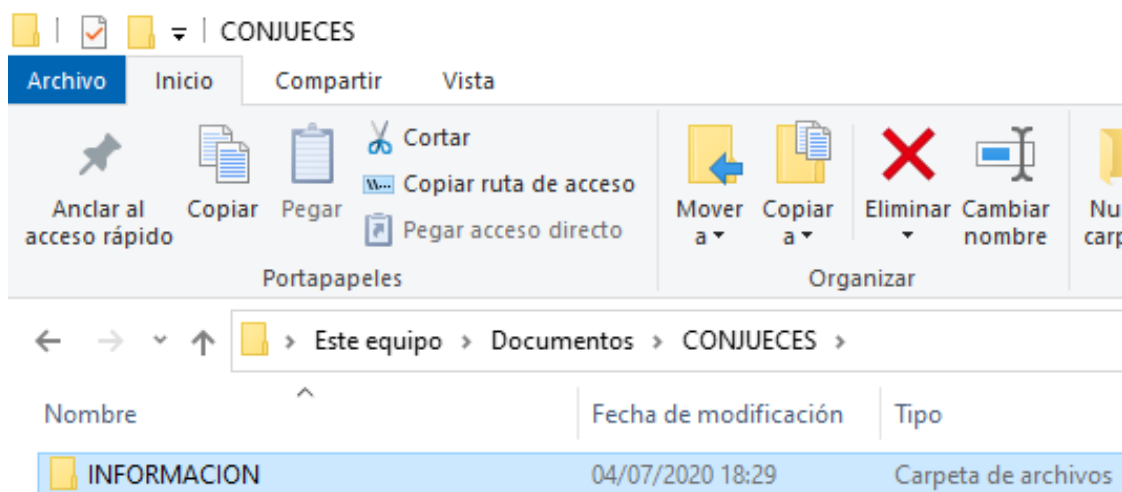 CONJUECES
Archivo Inicio Compartir Vista
Anclar al acceso rápido
Copiar
Pegar
Cortar
Copiar ruta de acceso
Pegar acceso directo
Mover a
Copiar a
Eliminar
Cambiar nombre
Portapapeles
Organizar
Este equipo > Documentos > CONJUECES >
Nombre Fecha de modificación Tipo
INFORMACION 04/07/2020 18:29 Carpeta de archivos